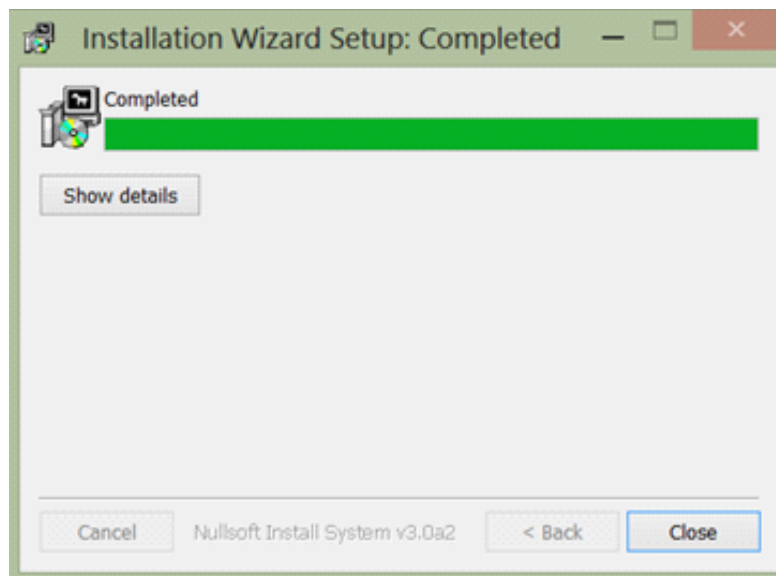 Installation Wizard Setup: Completed
Completed
Show details
Cancel Nullsoft Install System v3.0a2 < Back Close